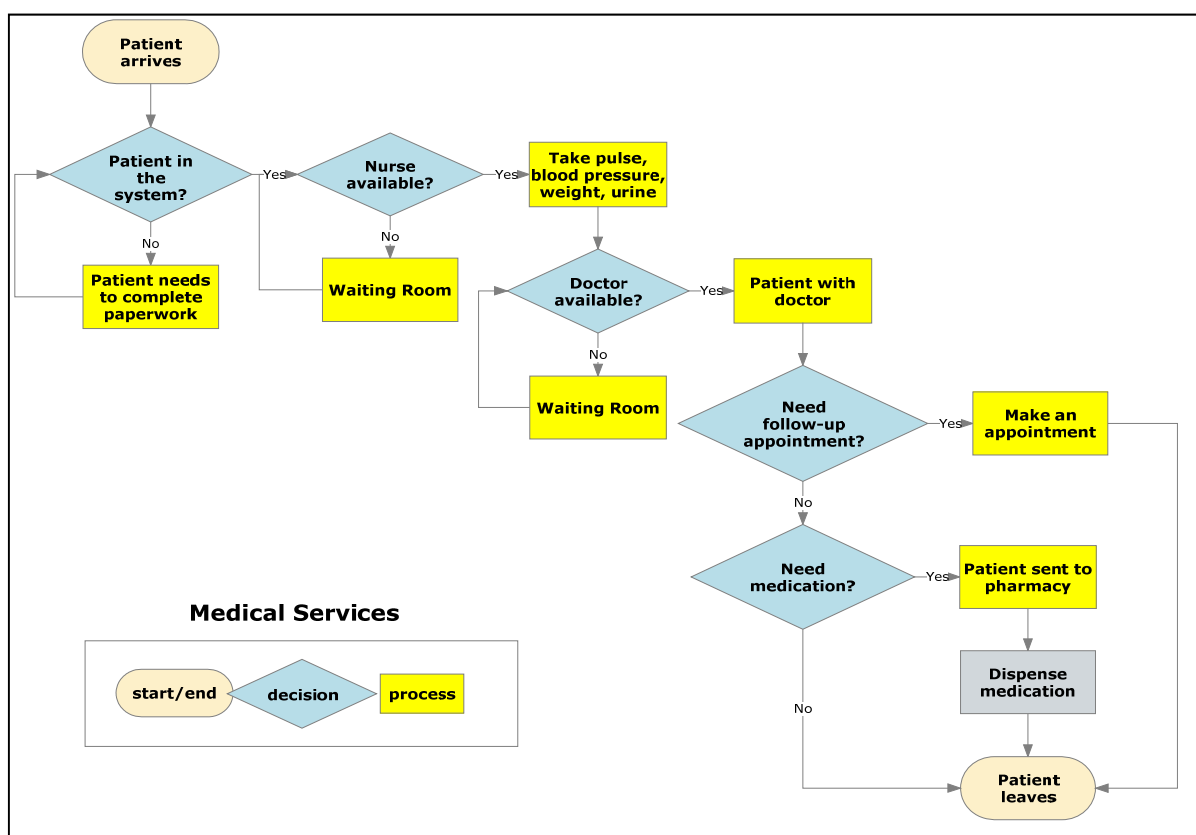 Patient
arrives
Patient in
the
system?
Yes
Nurse
available?
Yes
Take pulse,
blood pressure,
weight, urine
No
Patient needs
to complete
paperwork
No
Waiting Room
Doctor
available?
Yes
Patient with
doctor
No
Waiting Room
Need
follow-up
appointment?
Yes
Make an
appointment
No
Need
medication?
Yes
Patient sent to
pharmacy
Dispense
medication
No
Patient
leaves
Medical Services
start/end
decision
process